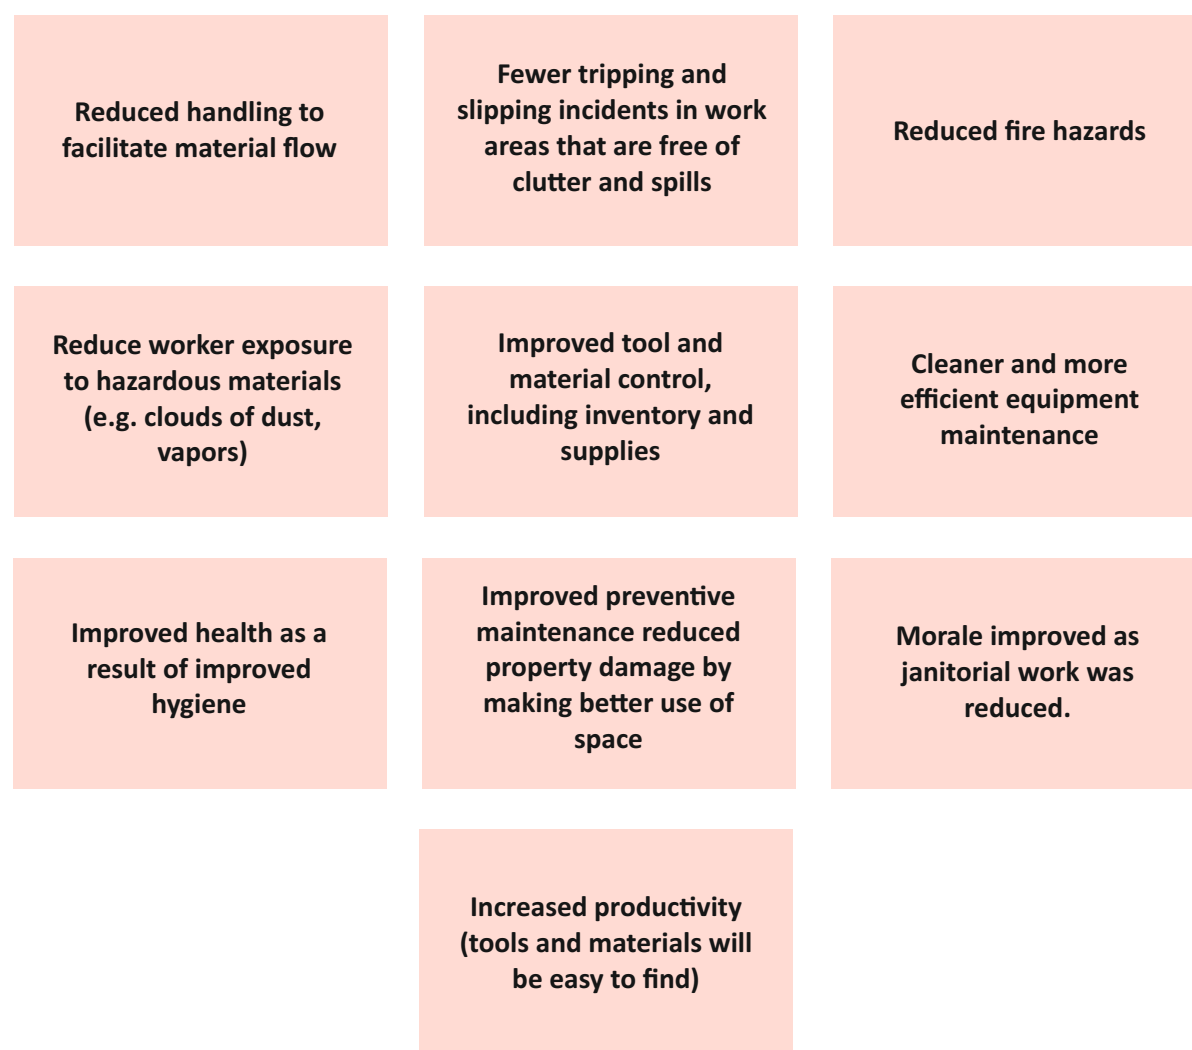 Reduced handling to
facilitate material flow
Fewer tripping and
slipping incidents in work
areas that are free of
clutter and spills
Reduced fire hazards
Reduce worker exposure
to hazardous materials
(e.g. clouds of dust,
vapors)
Improved tool and
material control,
including inventory and
supplies
Cleaner and more
efficient equipment
maintenance
Improved health as a
result of improved
hygiene
Improved preventive
maintenance reduced
property damage by
making better use of
space
Morale improved as
janitorial work was
reduced.
Increased productivity
(tools and materials will
be easy to find)